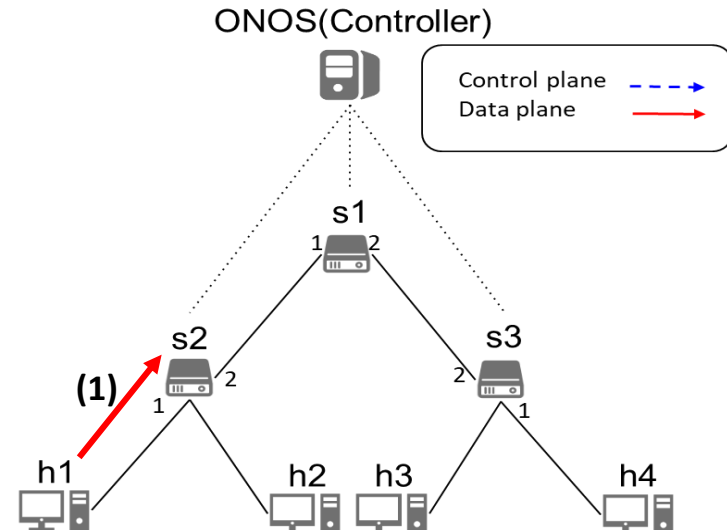 ONOS(Controller)
Control plane
Data plane
s1
1 2
s2
s3
(1)
2
2
1
1
h1
h2
h3
h4